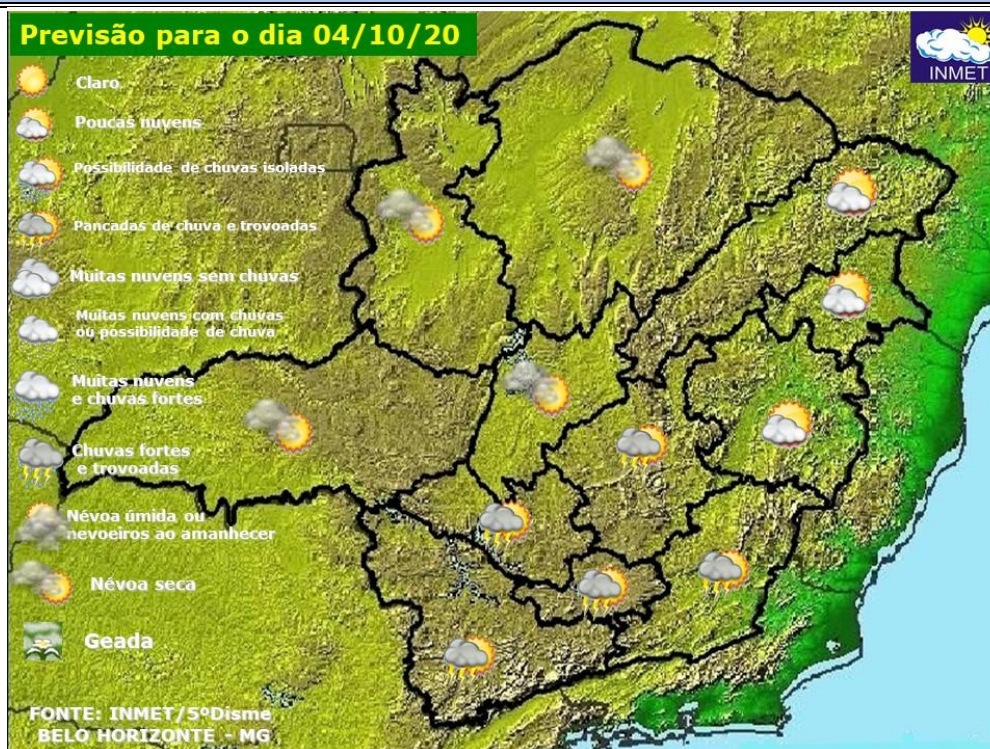 Previsão para o dia 04/10/20
INMET
Claro
Poucas nuvens
Possibilidade de chuvas isoladas
Pancadas de chuva e trovoadas
Muitas nuvens sem chuvas
Muitas nuvens com chuvas
ou possibilidade de chuva
Muitas nuvens
e chuvas fortes
Chuvas fortes
e trovoadas
Névoa úmida ou
nevoeiros ao amanhecer
Névoa seca
Geada
FONTE: INMET/5ºDisme
BELO HORIZONTE - MG